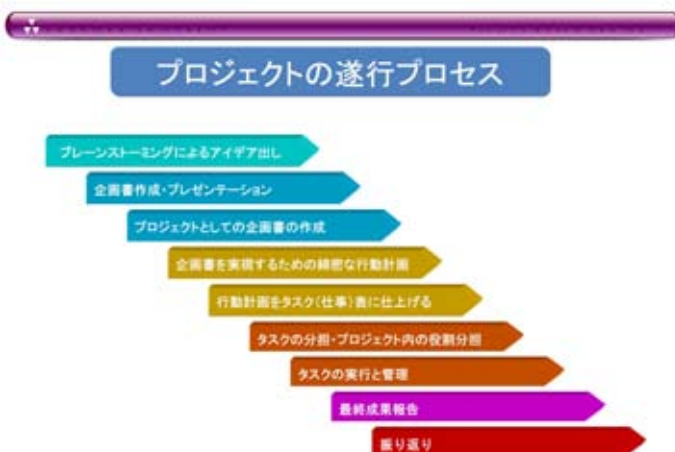 プロジェクトの遂行プロセス
ブレーンストーミングによるアイデア出し
企画書作成・プレゼンテーション
プロジェクトとしての企画書の作成
企画書を実現するための綿密な行動計画
行動計画をタスク(仕事)表に仕上げる
タスクの分担・プロジェクト内の役割分担
タスクの実行と管理
最終成果報告
振り返り